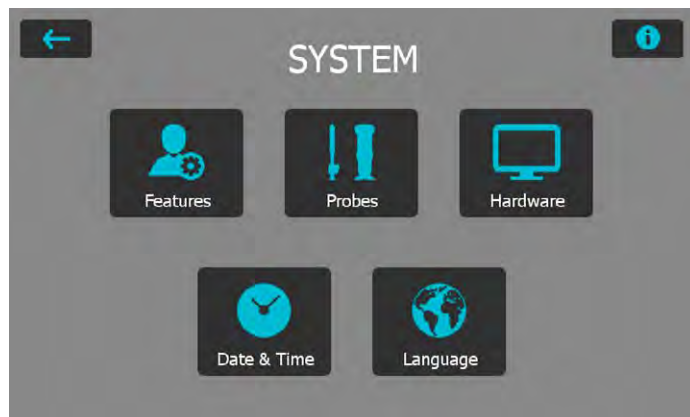 SYSTEM
Features
Probes
Hardware
Date & Time
Language